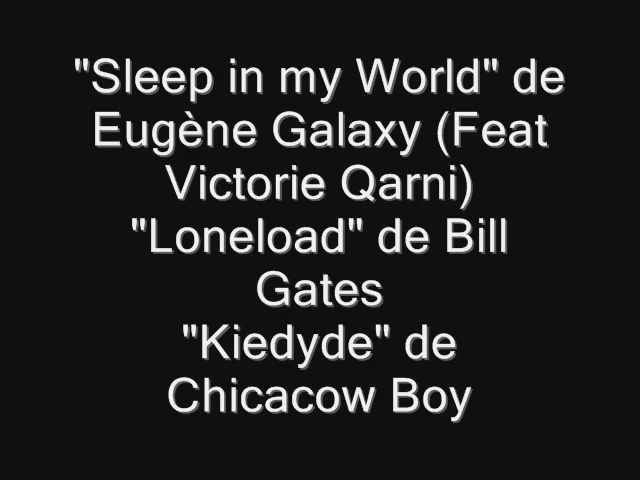 "Sleep in my World" de
Eugène Galaxy (Feat
Victorie Qarni)
"Loneload" de Bill
Gates
"Kiedyde" de
Chicacow Boy